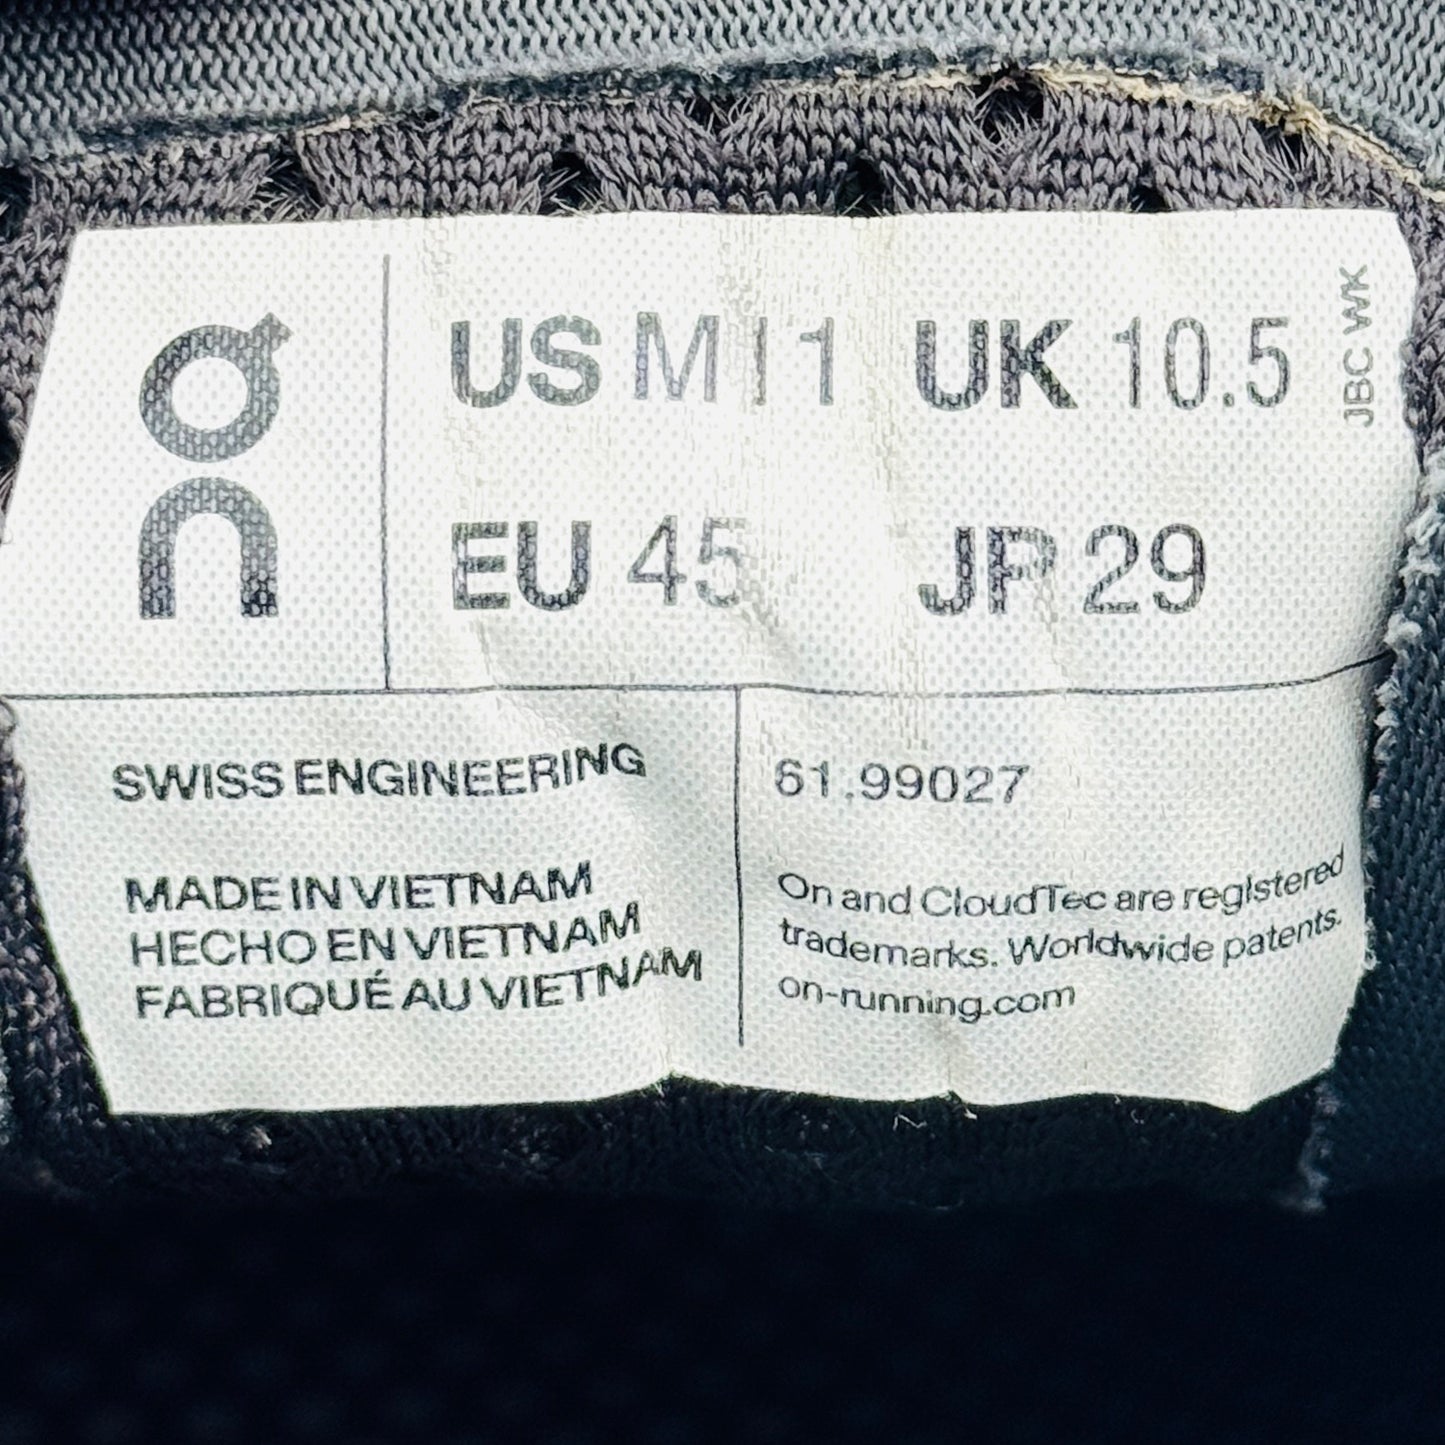 On
US M 11 UK 10.5
JBC WK
EU 45 JP 29
SWISS ENGINEERING
MADE IN VIETNAM
HECHO EN VIETNAM
FABRIQUÉ AU VIETNAM
61.99027
On and CloudTec are registered
trademarks. Worldwide patents.
on-running.com